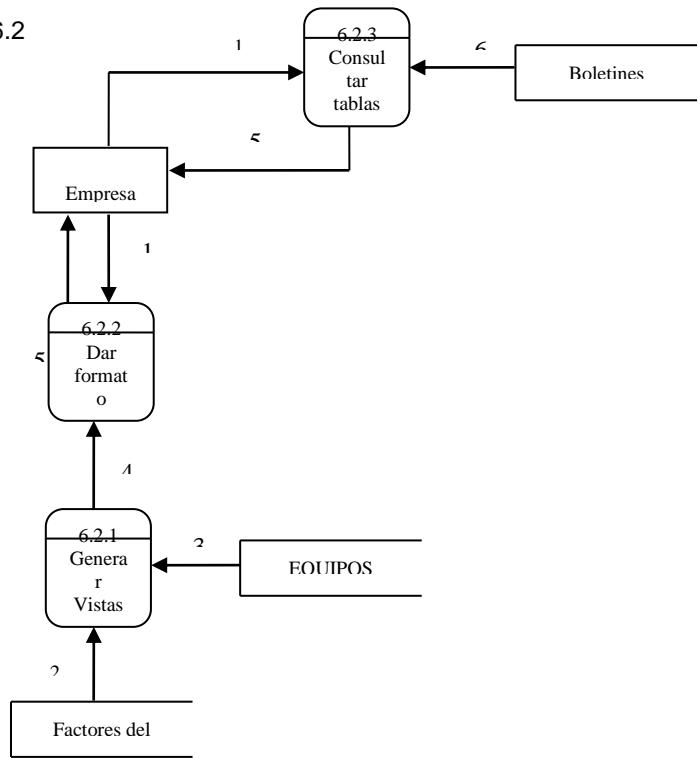 6.2
1
6.2.3
Consul
tar
tablas
6
Boletines
5
Empresa
1
6.2.2
Dar
format
o
5
4
6.2.1
Genera
r
Vistas
3
EQUIPOS
2
Factores del